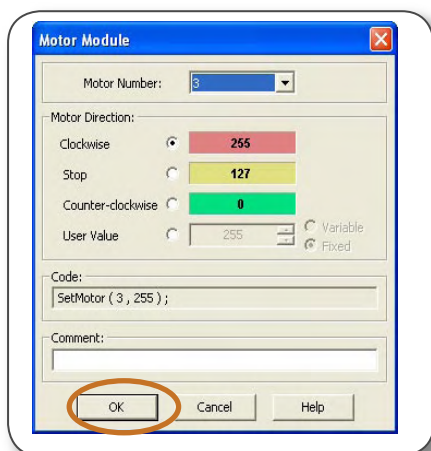 Motor Module
Motor Number: 3
Motor Direction:
Clockwise 255
Stop 127
Counter-clockwise 0
User Value 255 Variable
Fixed
Code:
SetMotor ( 3 , 255 ) ;
Comment:
OK Cancel Help